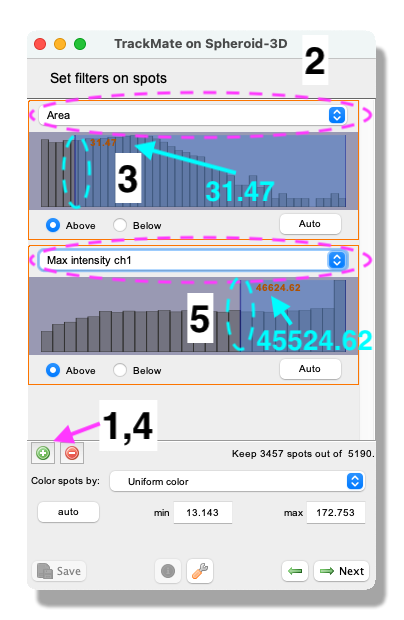 TrackMate on Spheroid-3D
2
Set filters on spots
Area
31.47
3
31.47
Above
Below
Auto
Max intensity ch1
46624.62
5
45524.62
Above
Below
Auto
1,4
Keep 3457 spots out of 5190.
Color spots by:
Uniform color
auto
min
13.143
max
172.753
Save
Next